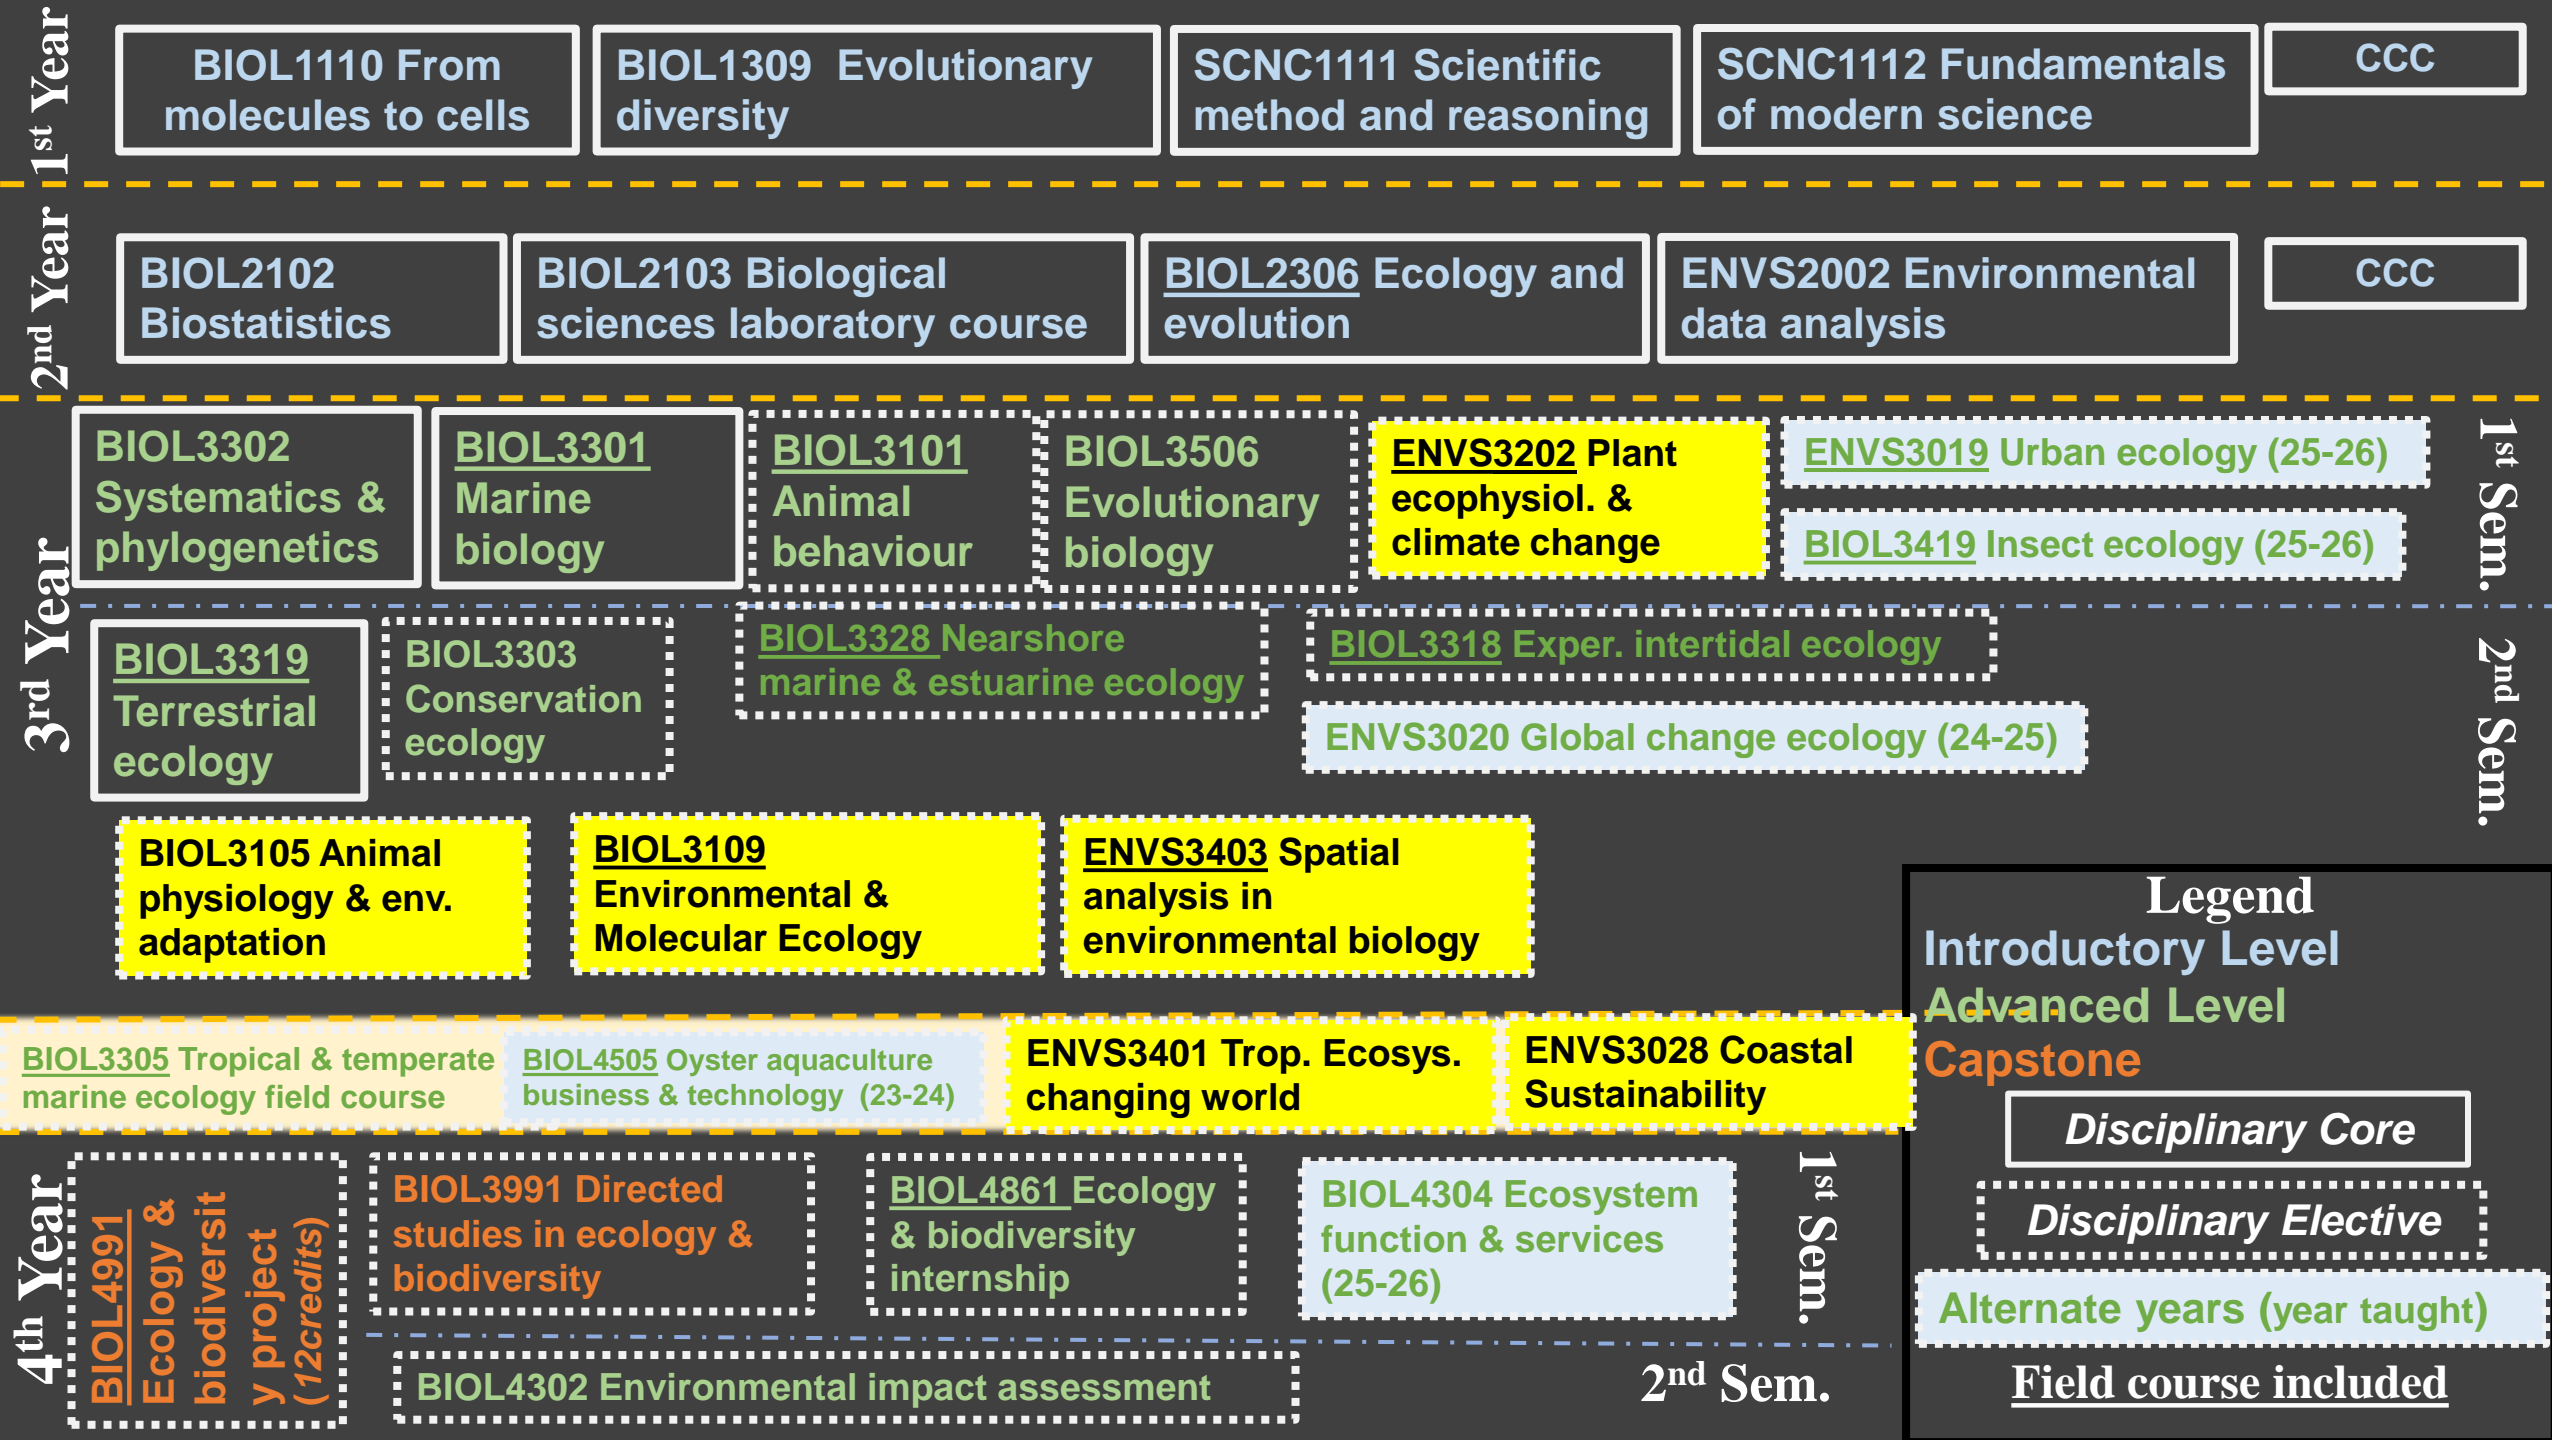 1st Year
BIOL1110 From
molecules to cells
BIOL1309 Evolutionary
diversity
SCNC1111 Scientific
method and reasoning
SCNC1112 Fundamentals
of modern science
CCC
2nd Year
BIOL2102
Biostatistics
BIOL2103 Biological
sciences laboratory course
BIOL2306 Ecology and
evolution
ENVS2002 Environmental
data analysis
CCC
3rd Year
BIOL3302
Systematics &
phylogenetics
BIOL3301
Marine
biology
BIOL3101
Animal
behaviour
BIOL3506
Evolutionary
biology
ENVS3202 Plant
ecophysiol. &
climate change
ENVS3019 Urban ecology (25-26)
BIOL3419 Insect ecology (25-26)
1st Sem.
BIOL3319
Terrestrial
ecology
BIOL3303
Conservation
ecology
BIOL3328 Nearshore
marine & estuarine ecology
BIOL3318 Exper. intertidal ecology
ENVS3020 Global change ecology (24-25)
2nd Sem.
BIOL3105 Animal
physiology & env.
adaptation
BIOL3109
Environmental &
Molecular Ecology
ENVS3403 Spatial
analysis in
environmental biology
BIOL3305 Tropical & temperate
marine ecology field course
BIOL4505 Oyster aquaculture
business & technology (23-24)
ENVS3401 Trop. Ecosys.
changing world
ENVS3028 Coastal
Sustainability
4th Year
BIOL4991
Ecology &
biodiversit
y project
(12credits)
BIOL3991 Directed
studies in ecology &
biodiversity
BIOL4861 Ecology
& biodiversity
internship
BIOL4304 Ecosystem
function & services
(25-26)
1st Sem.
BIOL4302 Environmental impact assessment
2nd Sem.
Legend
Introductory Level
Advanced Level
Capstone
Disciplinary Core
Disciplinary Elective
Alternate years (year taught)
Field course included